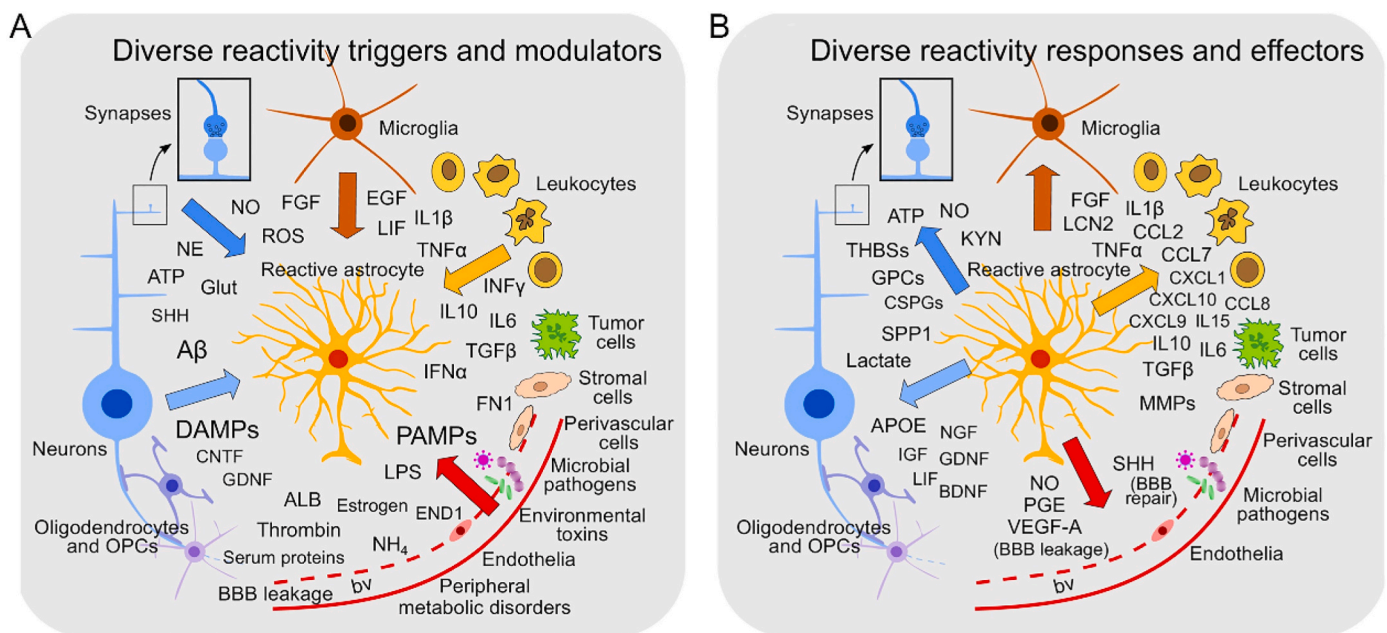 A
Diverse reactivity triggers and modulators
Synapses
Microglia
Leukocytes
NO
FGF
EGF
LIF
IL1β
NE
ROS
TNFα
ATP
Glut
Reactive astrocyte
INFγ
SHH
IL10
IL6
Aβ
TGFβ
Tumor
cells
IFNα
FN1
Stromal
cells
Neurons
DAMPs
CNTF
GDNF
PAMPs
LPS
Perivascular
cells
Microbial
pathogens
Oligodendrocytes
and OPCs
ALB
Estrogen
END1
Environmental
toxins
Thrombin
NH₄
Serum proteins
Endothelia
BBB leakage
bv
Peripheral
metabolic disorders
B
Diverse reactivity responses and effectors
Synapses
Microglia
Leukocytes
ATP
NO
KYN
FGF
LCN2
IL1β
CCL2
THBSs
TNFα
CCL7
GPCs
Reactive astrocyte
CXCL1
CSPGs
CXCL10
CCL8
SPP1
CXCL9
IL15
IL10
IL6
Tumor
cells
Lactate
TGFβ
MMPs
Stromal
cells
Neurons
APOE
NGF
IGF
GDNF
LIF
BDNF
Perivascular
cells
SHH
(BBB
repair)
Microbial
pathogens
Oligodendrocytes
and OPCs
NO
PGE
VEGF-A
(BBB leakage)
Endothelia
bv